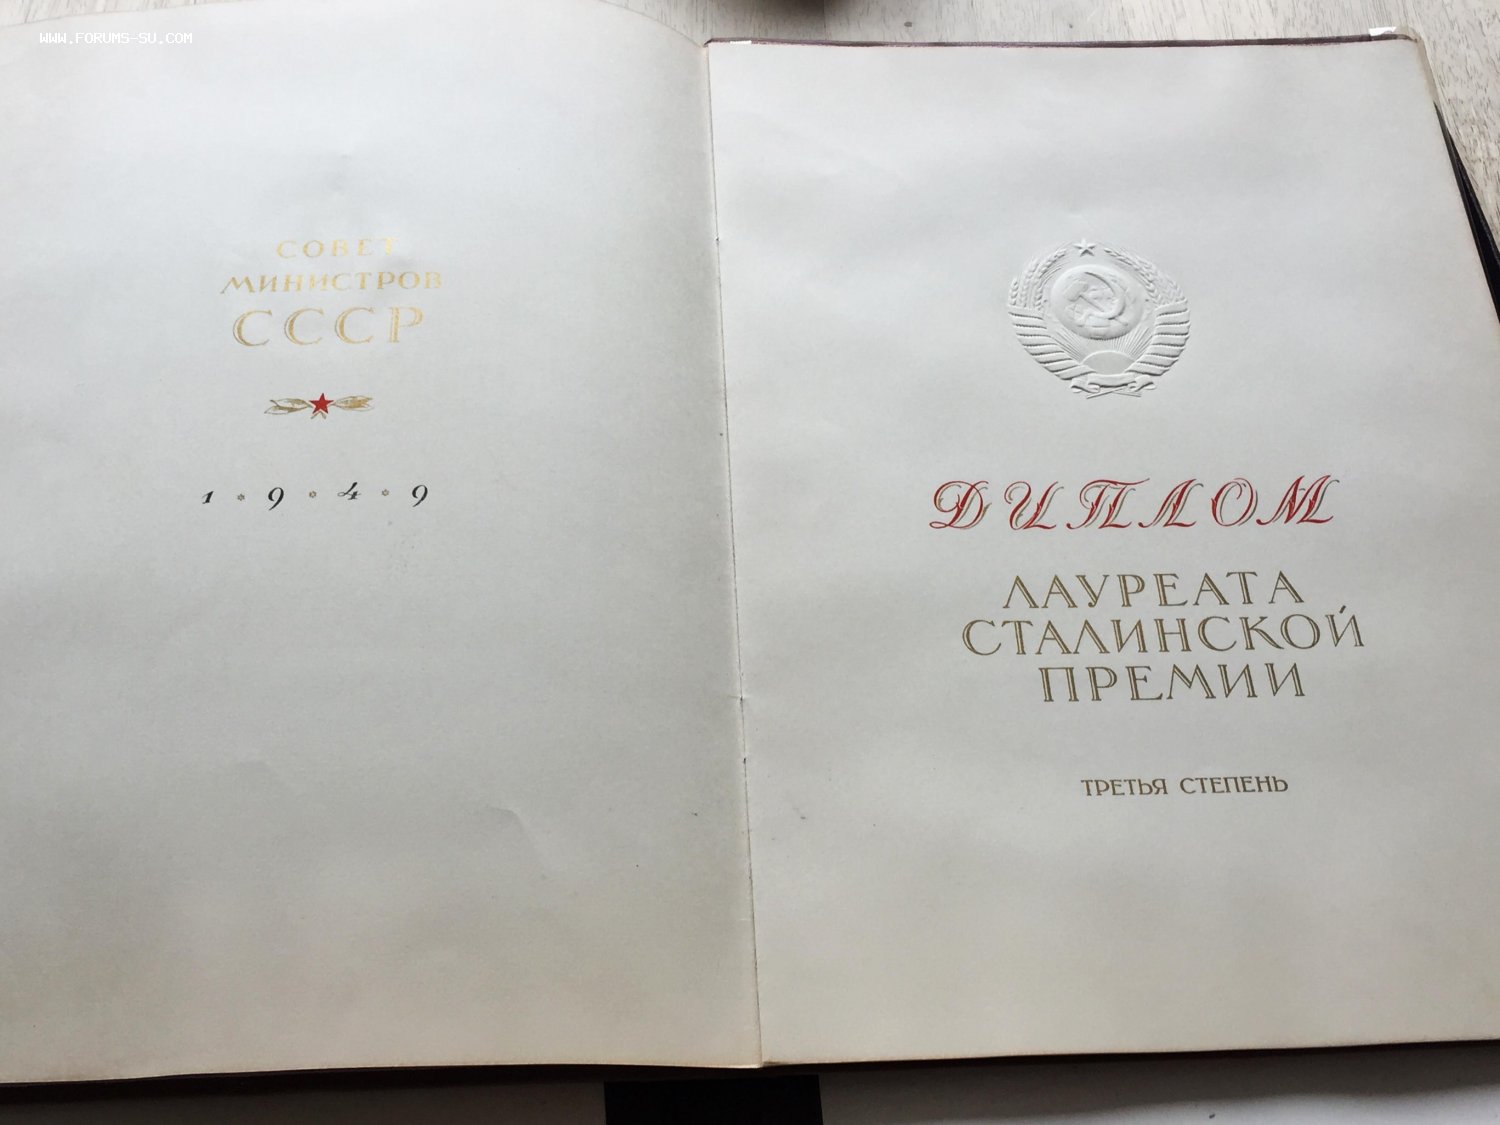 WWW.FORUMS-SU.COM
СОВЕТ
МИНИСТРОВ
СССР
1 9 4 9
ДИПЛОМ
ЛАУРЕАТА
СТАЛИНСКОЙ
ПРЕМИИ
ТРЕТЬЯ СТЕПЕНЬ